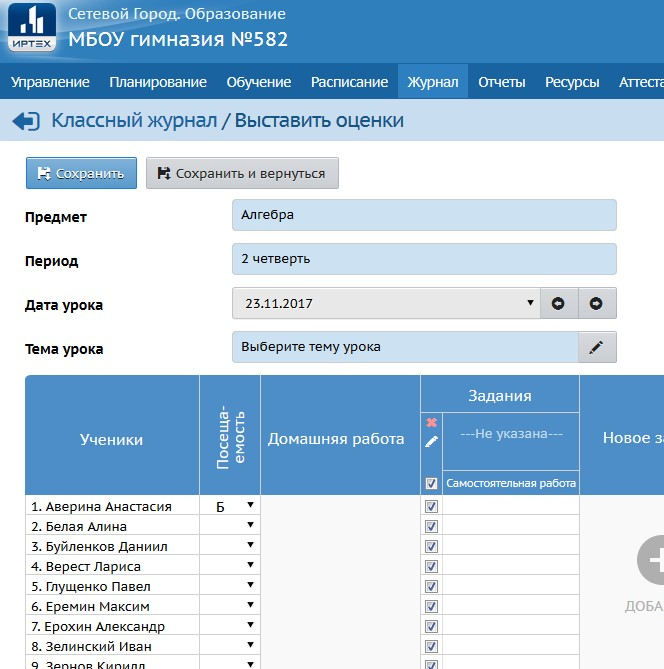 ИРТЕХ
Сетевой Город. Образование
МБОУ гимназия №582
Управление Планирование Обучение Расписание Журнал Отчеты Ресурсы Аттеста
Классный журнал / Выставить оценки
Сохранить Сохранить и вернуться
Предмет Алгебра
Период 2 четверть
Дата урока 23.11.2017
Тема урока Выберите тему урока
Ученики Посеща-
емость Домашняя работа Задания
---Не указана---
Новое за
Самостоятельная работа
1. Аверина Анастасия Б
2. Белая Алина
3. Буйленков Даниил
4. Верест Лариса
5. Глущенко Павел
6. Еремин Максим
7. Ерохин Александр
8. Зелинский Иван
9. Зернов Кирилл
ДОБА